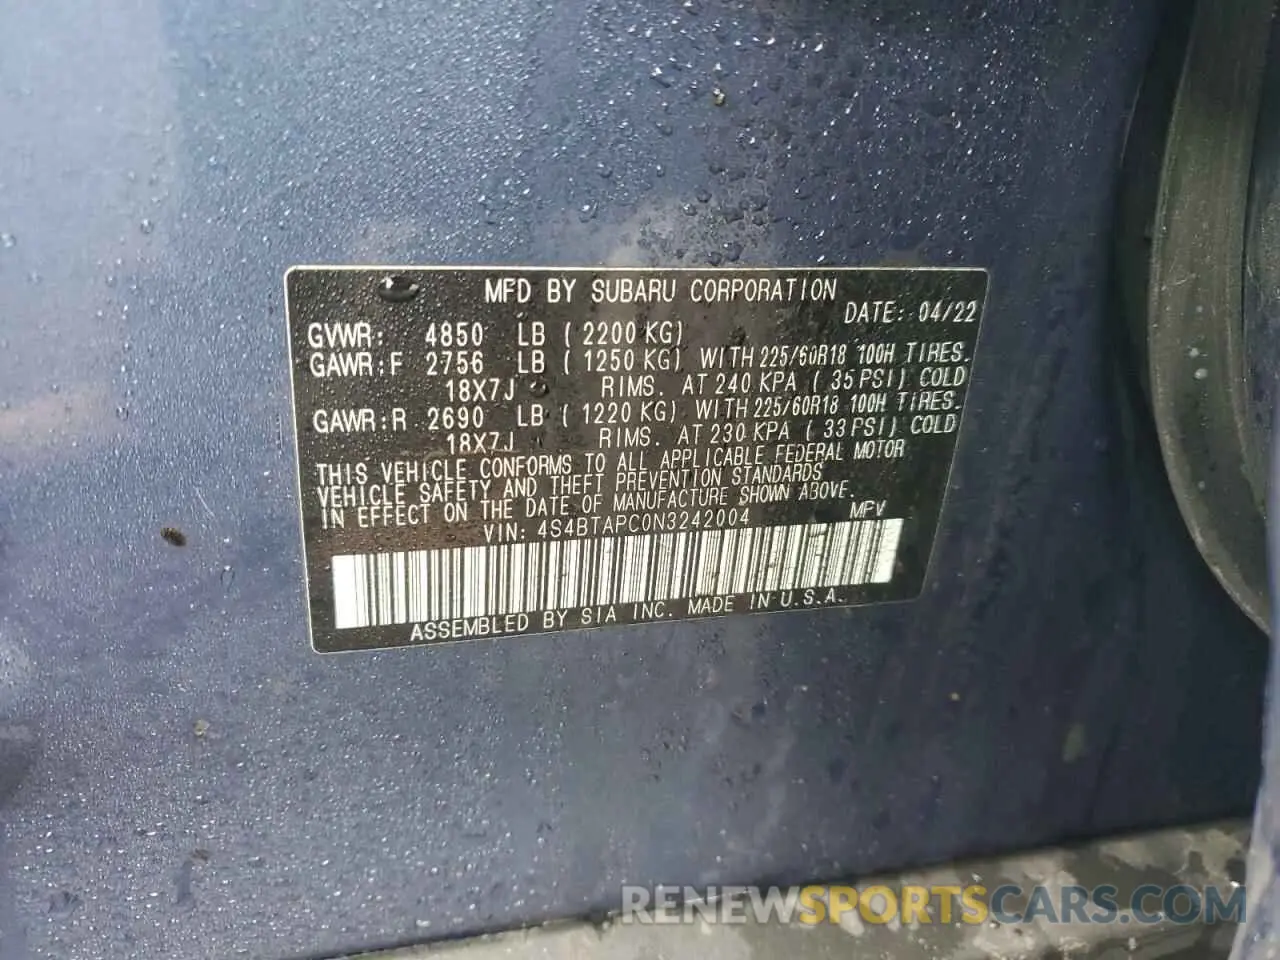 MFD BY SUBARU CORPORATION
DATE: 04/22
GVWR: 4850 LB (2200 KG)
GAWR:F 2756 LB (1250 KG) WITH 225/60R18 100H TIRES.
18X7J RIMS. AT 240 KPA (35 PSI) COLD
GAWR:R 2690 LB (1220 KG) WITH 225/60R18 100H TIRES.
18X7J RIMS. AT 230 KPA (33 PSI) COLD
THIS VEHICLE CONFORMS TO ALL APPLICABLE FEDERAL MOTOR
VEHICLE SAFETY AND THEFT PREVENTION STANDARDS
IN EFFECT ON THE DATE OF MANUFACTURE SHOWN ABOVE.
VIN: 4S4BTAPC0N3242004 MPV
ASSEMBLED BY SIA INC. MADE IN U.S.A.
RENEWSPORTSCARS.COM